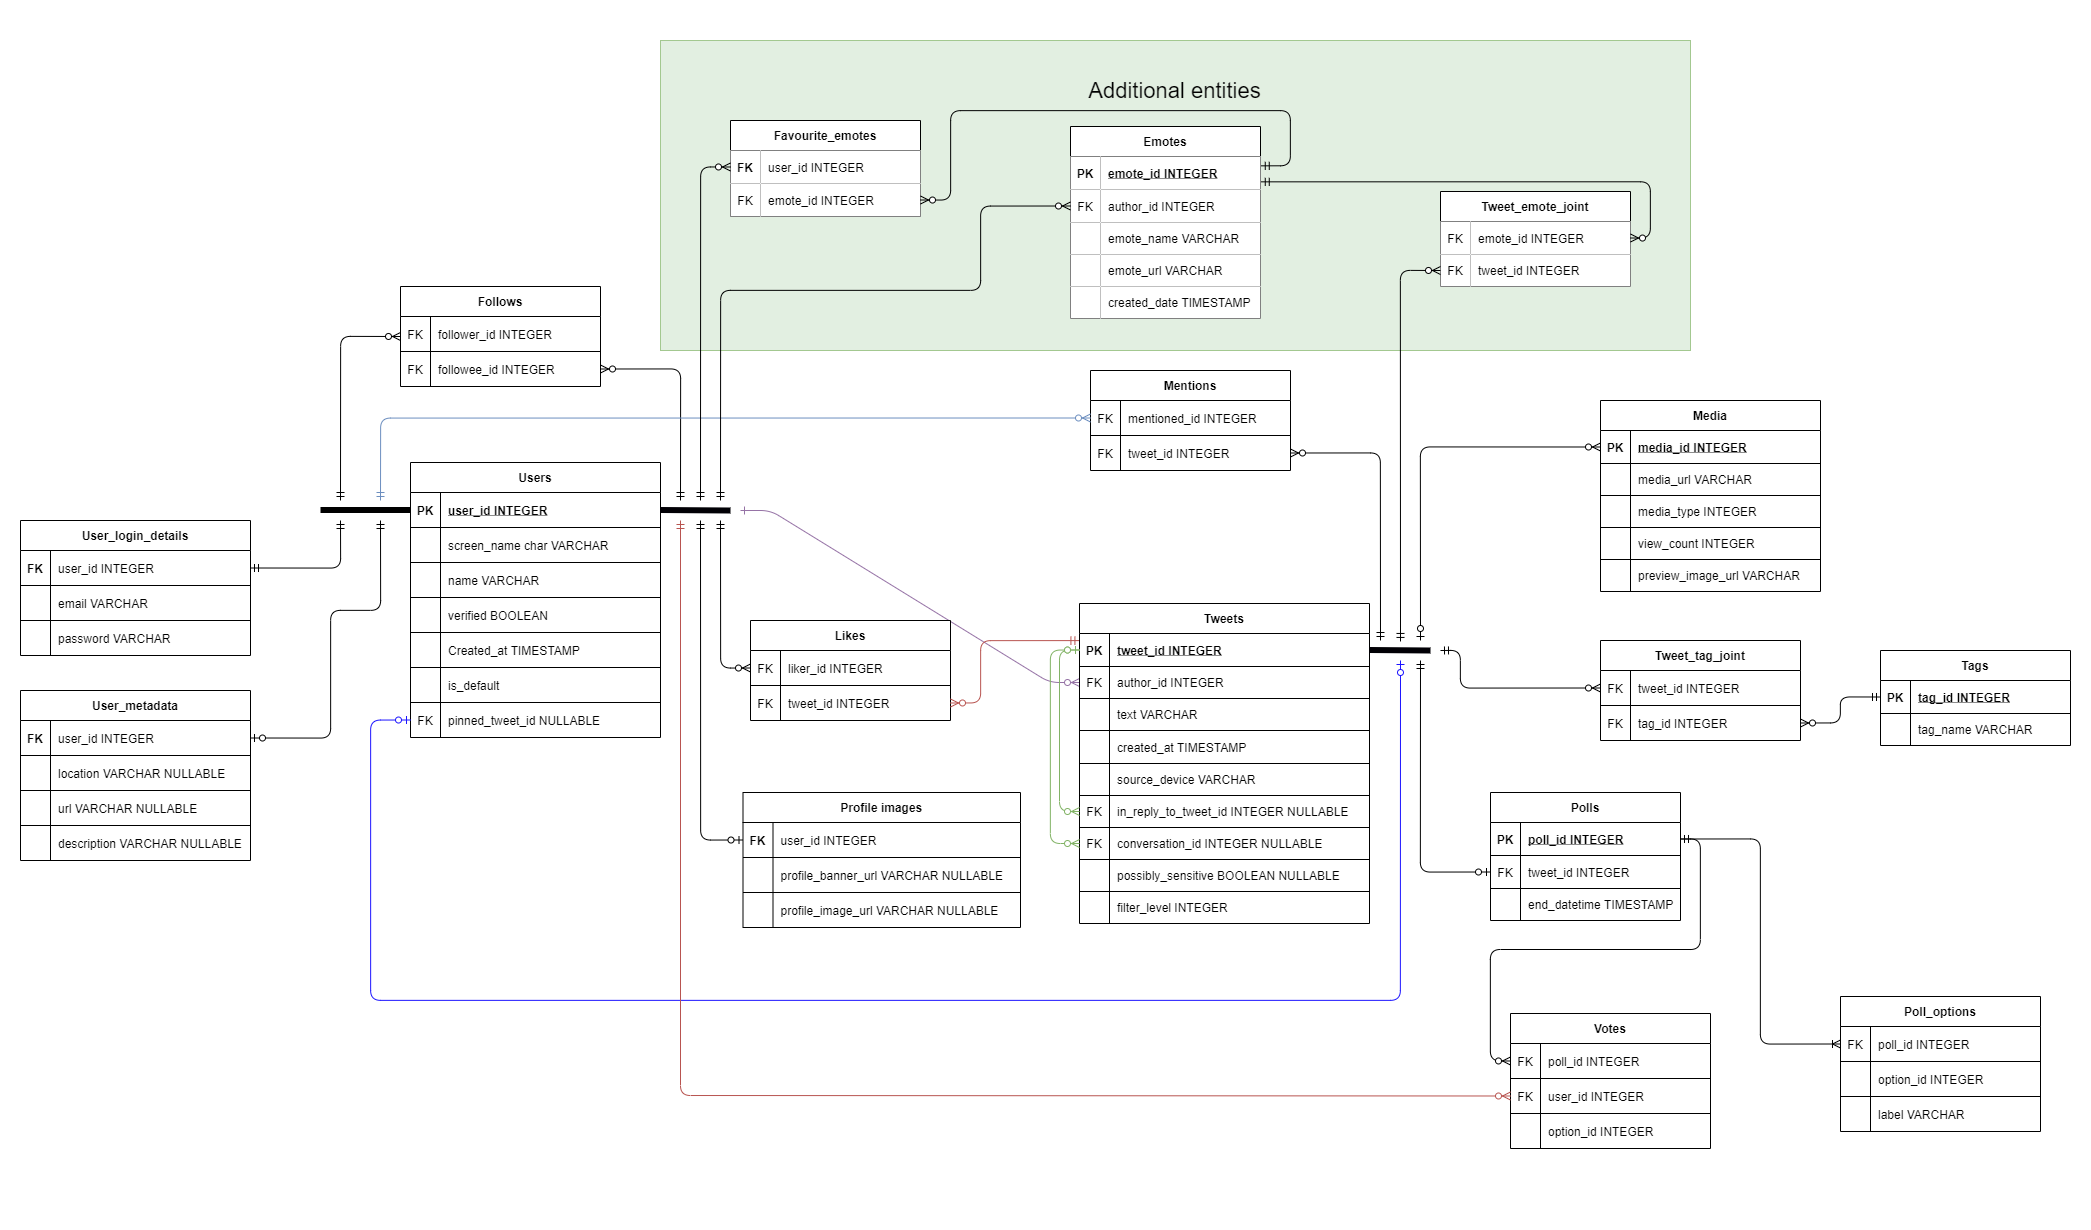 Additional entities
Favourite_emotes
FK user_id INTEGER
FK emote_id INTEGER
Emotes
PK emote_id INTEGER
FK author_id INTEGER
emote_name VARCHAR
emote_url VARCHAR
created_date TIMESTAMP
Tweet_emote_joint
FK emote_id INTEGER
FK tweet_id INTEGER
Follows
FK follower_id INTEGER
FK followee_id INTEGER
Mentions
FK mentioned_id INTEGER
FK tweet_id INTEGER
Media
PK media_id INTEGER
media_url VARCHAR
media_type INTEGER
view_count INTEGER
preview_image_url VARCHAR
Users
PK user_id INTEGER
screen_name char VARCHAR
name VARCHAR
verified BOOLEAN
Created_at TIMESTAMP
is_default
FK pinned_tweet_id NULLABLE
User_login_details
FK user_id INTEGER
email VARCHAR
password VARCHAR
User_metadata
FK user_id INTEGER
location VARCHAR NULLABLE
url VARCHAR NULLABLE
description VARCHAR NULLABLE
Likes
FK liker_id INTEGER
FK tweet_id INTEGER
Profile images
FK user_id INTEGER
profile_banner_url VARCHAR NULLABLE
profile_image_url VARCHAR NULLABLE
Tweets
PK tweet_id INTEGER
FK author_id INTEGER
text VARCHAR
created_at TIMESTAMP
source_device VARCHAR
FK in_reply_to_tweet_id INTEGER NULLABLE
FK conversation_id INTEGER NULLABLE
possibly_sensitive BOOLEAN NULLABLE
filter_level INTEGER
Tweet_tag_joint
FK tweet_id INTEGER
FK tag_id INTEGER
Tags
PK tag_id INTEGER
tag_name VARCHAR
Polls
PK poll_id INTEGER
FK tweet_id INTEGER
end_datetime TIMESTAMP
Votes
FK poll_id INTEGER
FK user_id INTEGER
option_id INTEGER
Poll_options
FK poll_id INTEGER
option_id INTEGER
label VARCHAR